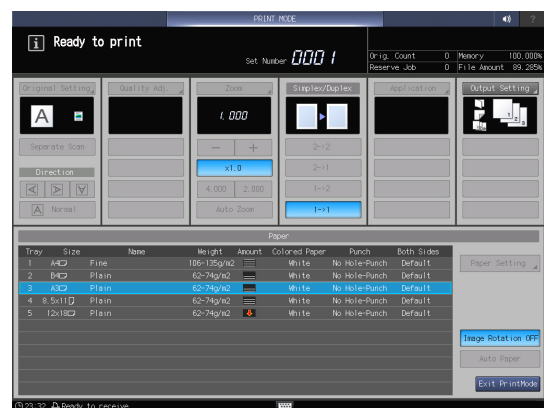 PRINT MODE
Ready to print
Set Number 0001
Orig. Count 0
Reserve Job 0
Memory 100.000%
File Amount 89.285%
Original Setting
Quality Adj.
Zoom
Simplex/Duplex
Application
Output Setting
A
1.000
1
2
3
Separate Scan
− +
2->2
Direction
x1.0
2->1
4.000 2.000
1->2
A Normal
Auto Zoom
1->1
Paper
Tray Size Name Weight Amount Colored Paper Punch Both Sides
1 A4 Fine 106-135g/m2 White No Hole-Punch Default
2 B4 Plain 62-74g/m2 White No Hole-Punch Default
3 A3 Plain 62-74g/m2 White No Hole-Punch Default
4 8.5x11 Plain 62-74g/m2 White No Hole-Punch Default
5 12x18 Plain 62-74g/m2 White No Hole-Punch Default
Paper Setting
Image Rotation OFF
Auto Paper
Exit PrintMode
23:32 Ready to receive